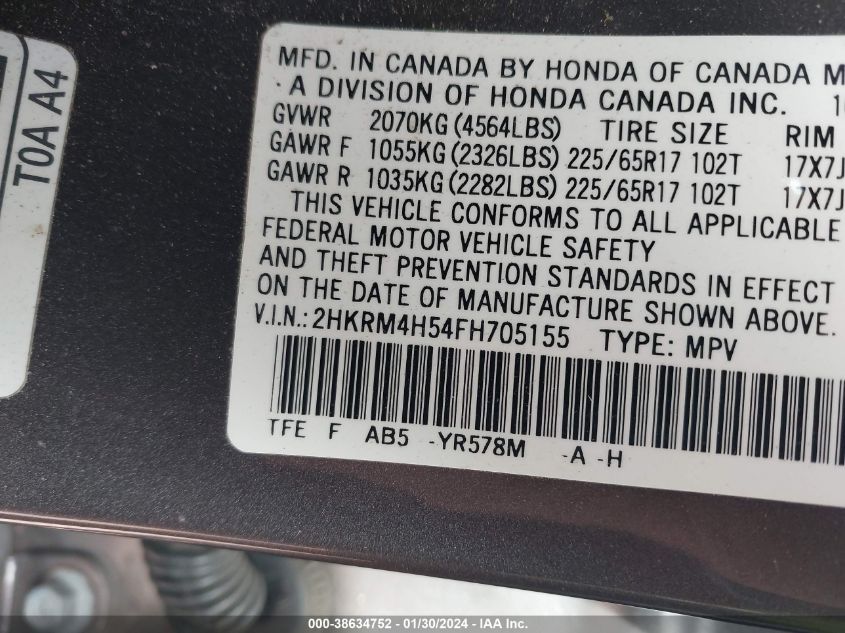 T0A A4
MFD. IN CANADA BY HONDA OF CANADA M
A DIVISION OF HONDA CANADA INC. 10
GVWR 2070KG (4564LBS) TIRE SIZE RIM
GAWR F 1055KG (2326LBS) 225/65R17 102T 17X7J
GAWR R 1035KG (2282LBS) 225/65R17 102T 17X7J
THIS VEHICLE CONFORMS TO ALL APPLICABLE
FEDERAL MOTOR VEHICLE SAFETY
AND THEFT PREVENTION STANDARDS IN EFFECT
ON THE DATE OF MANUFACTURE SHOWN ABOVE.
V.I.N.: 2HKRM4H54FH705155 TYPE: MPV
TFE F AB5 -YR578M -A -H
000-38634752 - 01/30/2024 - IAA Inc.